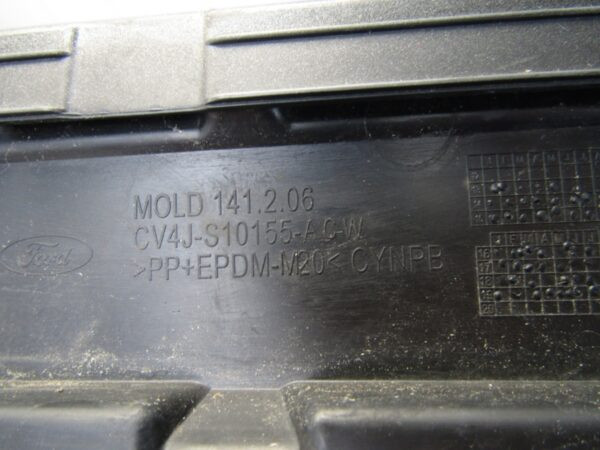 MOLD 141.2.06
CV4J-S10155-AC-W
Ford
>PP+EPDM-M20< CYNPB